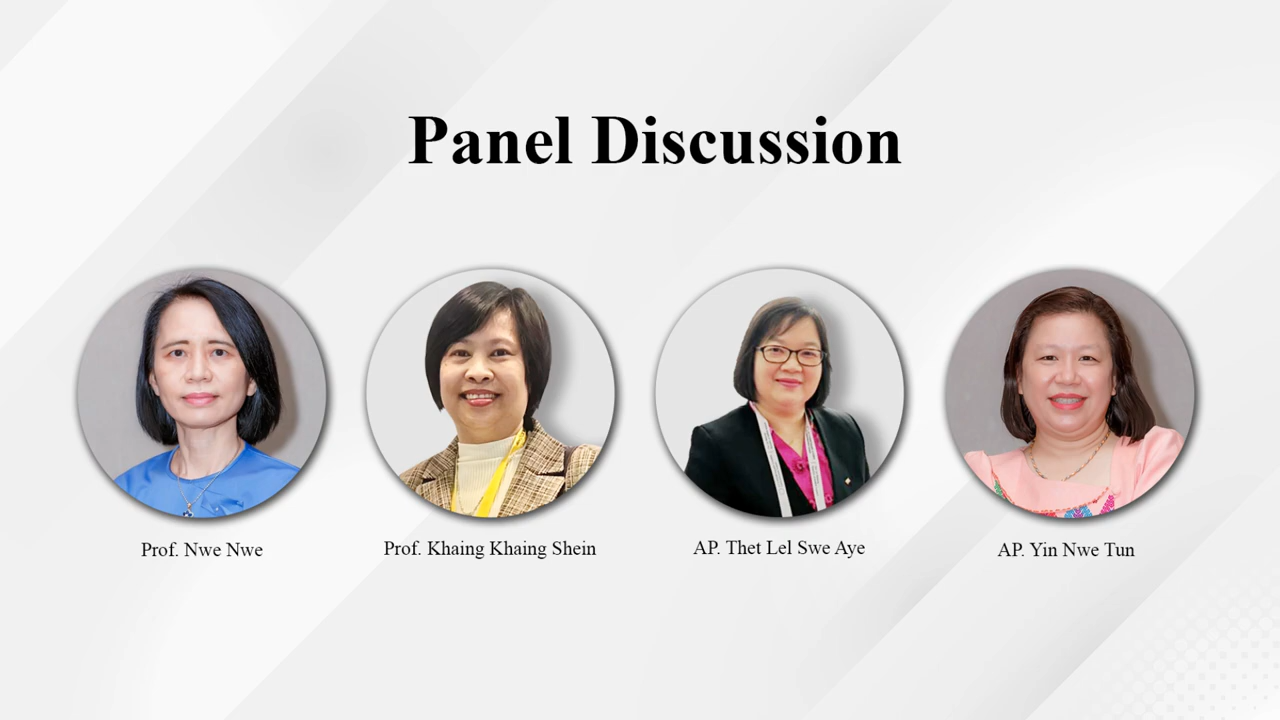 Panel Discussion
Prof. Nwe Nwe
Prof. Khaing Khaing Shein
AP. Thet Lel Swe Aye
AP. Yin Nwe Tun